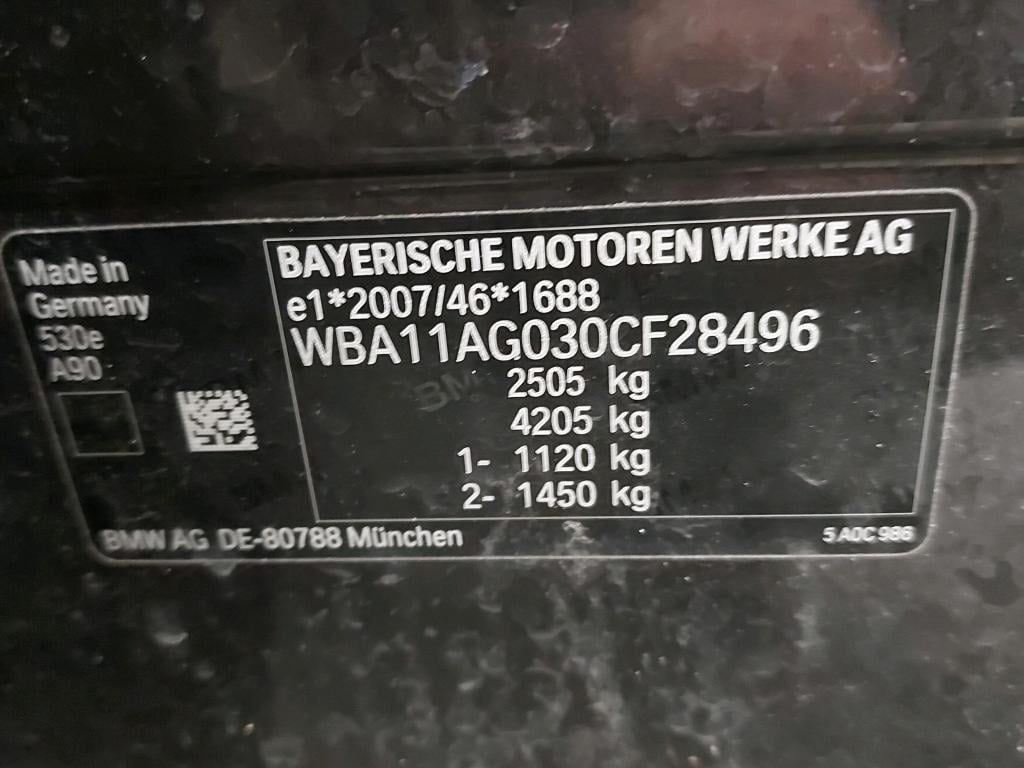 Made in
Germany
530e
A90
BAYERISCHE MOTOREN WERKE AG
e1*2007/46*1688
WBA11AG030CF28496
2505 kg
4205 kg
1- 1120 kg
2- 1450 kg
BMW AG DE-80788 München
5 A0C 986